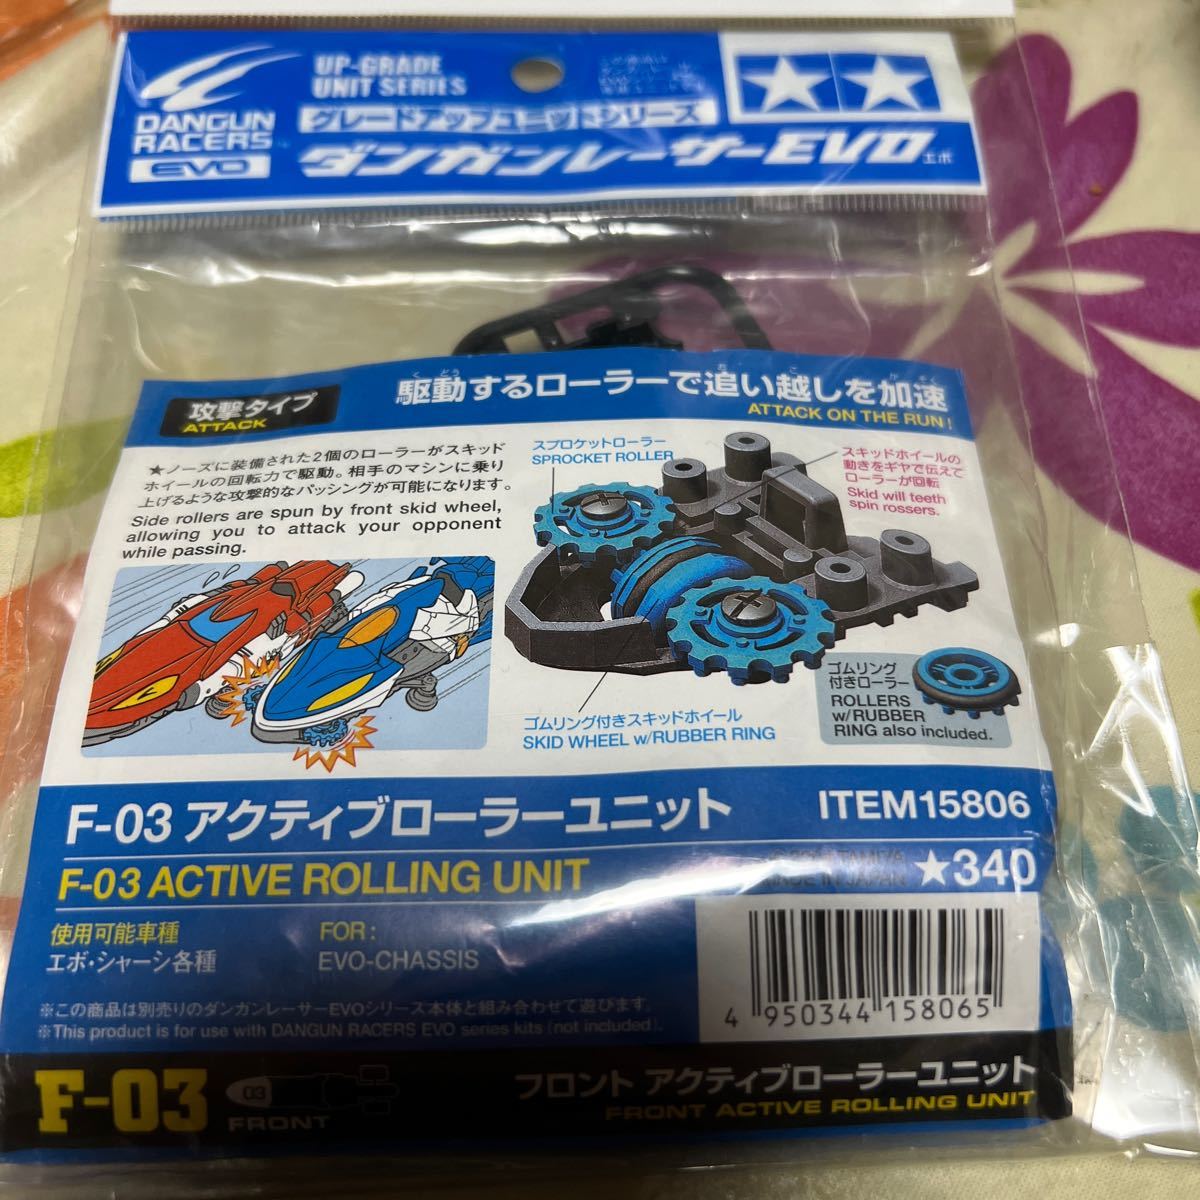 DANGUN
RACERS
EVO
UP-GRADE
UNIT SERIES
グレードアップユニットシリーズ
ダンガンレーサーEVO
エボ
攻撃タイプ
ATTACK
駆動するローラーで追い越しを加速
ATTACK ON THE RUN!
★ノーズに装備された2個のローラーがスキッド
ホイールの回転力で駆動。相手のマシンに乗り
上げるような攻撃的なパッシングが可能になります。
Side rollers are spun by front skid wheel,
allowing you to attack your opponent
while passing.
スプロケットローラー
SPROCKET ROLLER
スキッドホイールの
動きをギヤで伝えて
ローラーが回転
Skid will teeth
spin rossers.
ゴムリング付きスキッドホイール
SKID WHEEL w/RUBBER RING
ゴムリング
付きローラー
ROLLERS
w/RUBBER
RING also included.
F-03 アクティブローラーユニット
ITEM15806
F-03 ACTIVE ROLLING UNIT
TAMIYA
MADE IN JAPAN
★340
使用可能車種
エボ・シャーシ各種
FOR :
EVO-CHASSIS
※この商品は別売りのダンガンレーサーEVOシリーズ本体と組み合わせて遊びます。
※This product is for use with DANGUN RACERS EVO series kits (not included).
4 950344 158065
F-03
03
FRONT
フロント アクティブローラーユニット
FRONT ACTIVE ROLLING UNIT